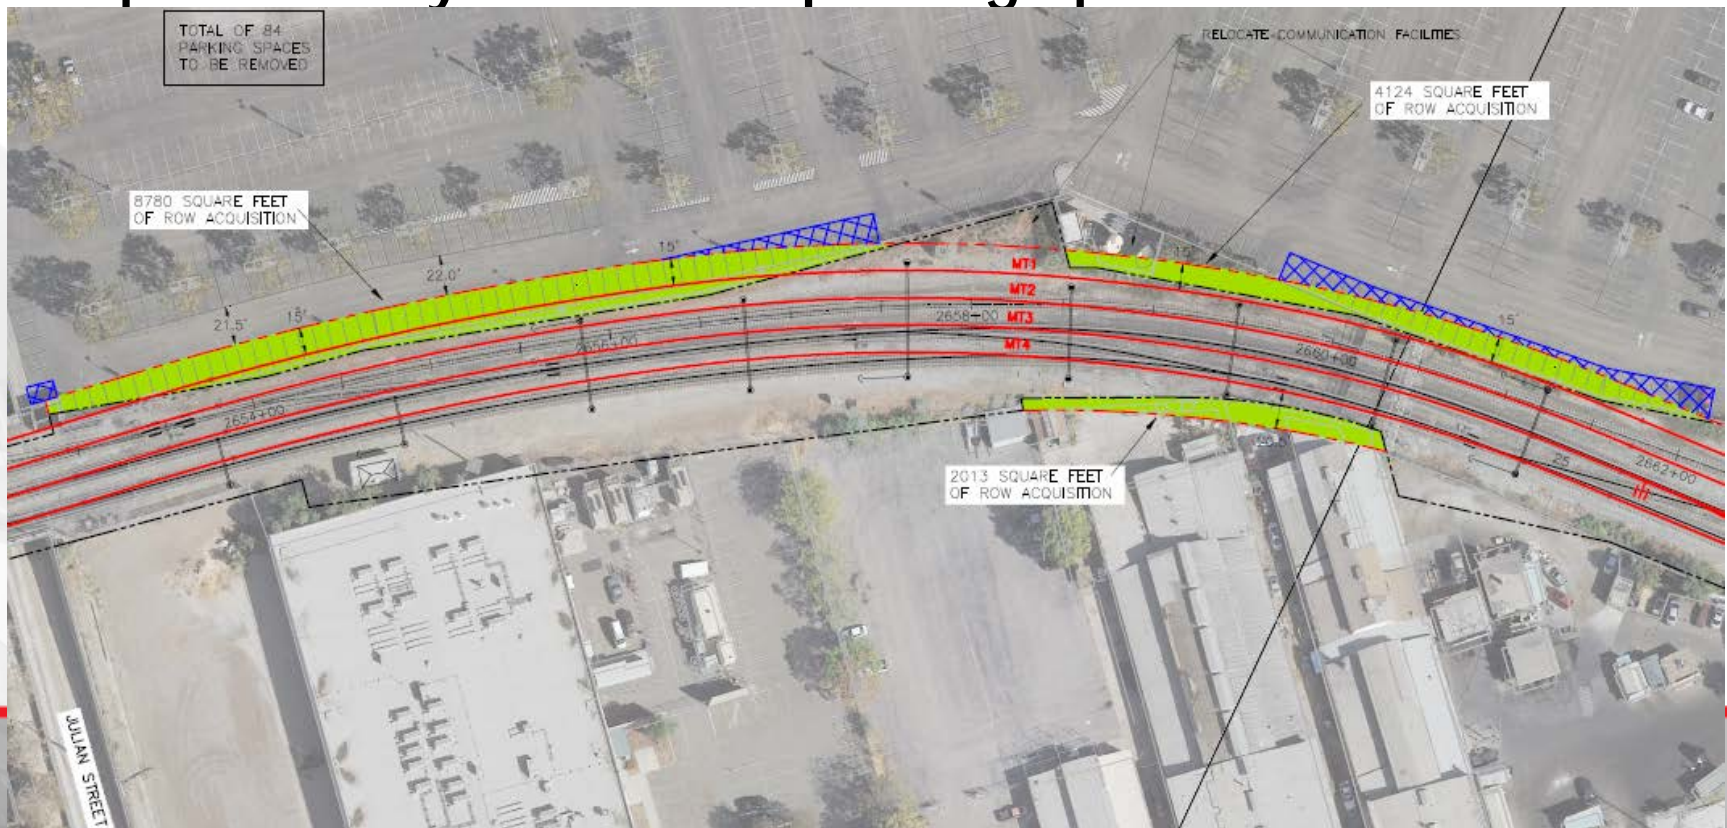 TOTAL OF 84
PARKING SPACES
TO BE REMOVED
RELOCATE COMMUNICATION FACILITIES
4124 SQUARE FEET
OF ROW ACQUISITION
8780 SQUARE FEET
OF ROW ACQUISITION
15'
15'
22.0'
MT1
MT2
15'
21.5'
2658+00
MT3
15'
2656+00
MT4
2660+00
2654+00
2013 SQUARE FEET
OF ROW ACQUISITION
25
2662+00
JULIAN STREET